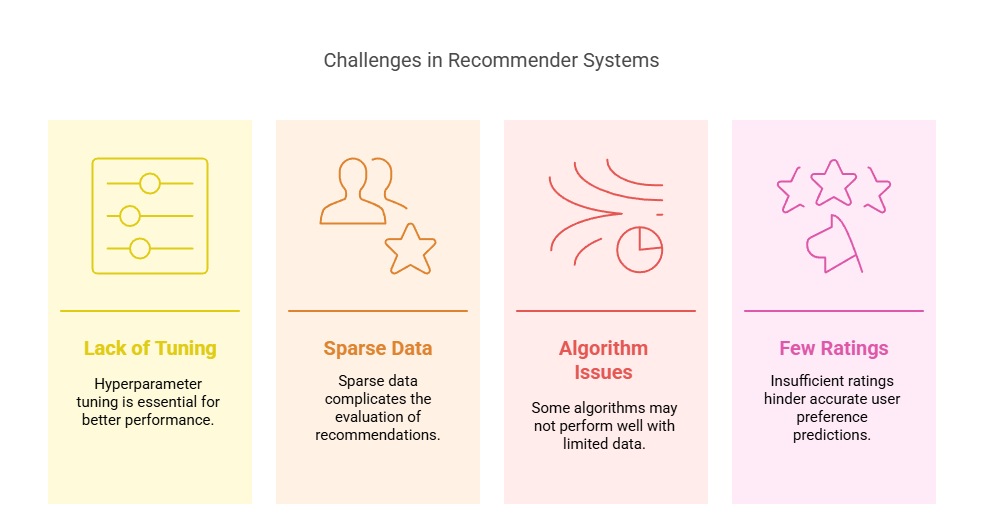 Challenges in Recommender Systems
Lack of Tuning
Hyperparameter
tuning is essential for
better performance.
Sparse Data
Sparse data
complicates the
evaluation of
recommendations.
Algorithm
Issues
Some algorithms may
not perform well with
limited data.
Few Ratings
Insufficient ratings
hinder accurate user
preference
predictions.